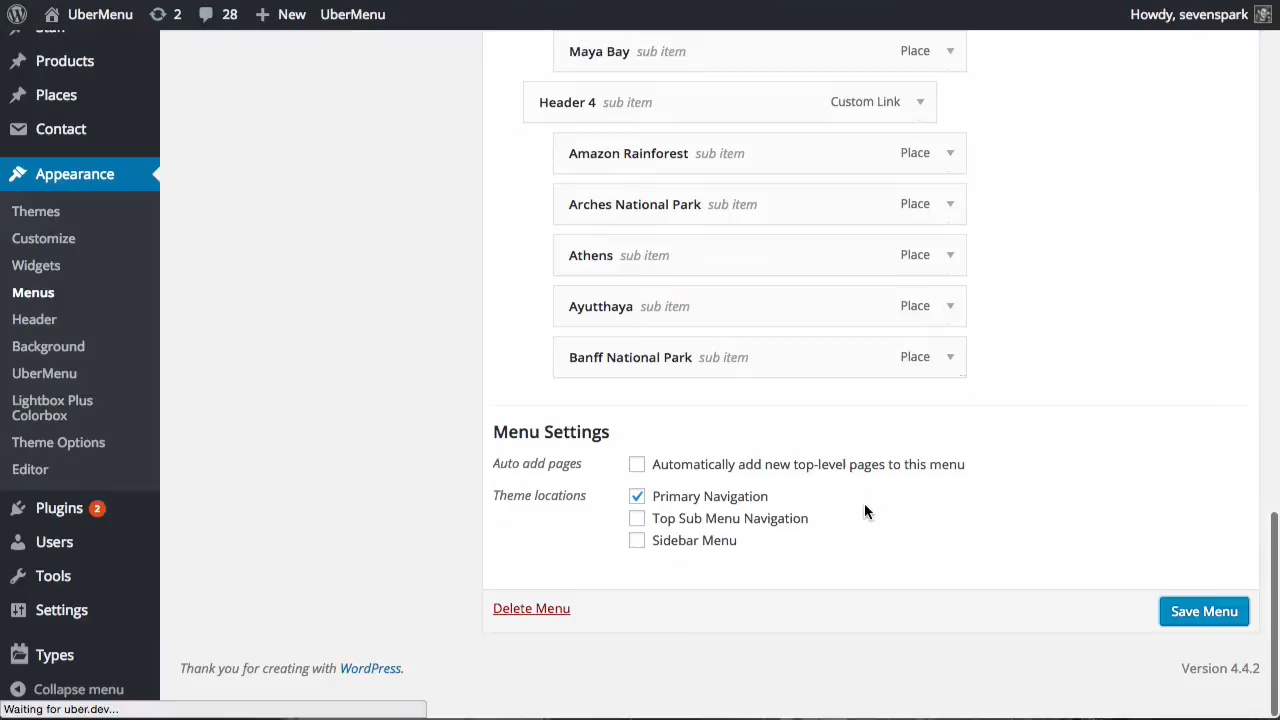 UberMenu 2 28 New UberMenu Howdy, sevenspark
Products
Places
Contact
Appearance
Themes
Customize
Widgets
Menus
Header
Background
UberMenu
Lightbox Plus
Colorbox
Theme Options
Editor
Plugins 2
Users
Tools
Settings
Types
Collapse menu
Maya Bay sub item Place
Header 4 sub item Custom Link
Amazon Rainforest sub item Place
Arches National Park sub item Place
Athens sub item Place
Ayutthaya sub item Place
Banff National Park sub item Place
Menu Settings
Auto add pages Automatically add new top-level pages to this menu
Theme locations Primary Navigation
Top Sub Menu Navigation
Sidebar Menu
Delete Menu Save Menu
Thank you for creating with WordPress. Version 4.4.2
Waiting for uber.dev...